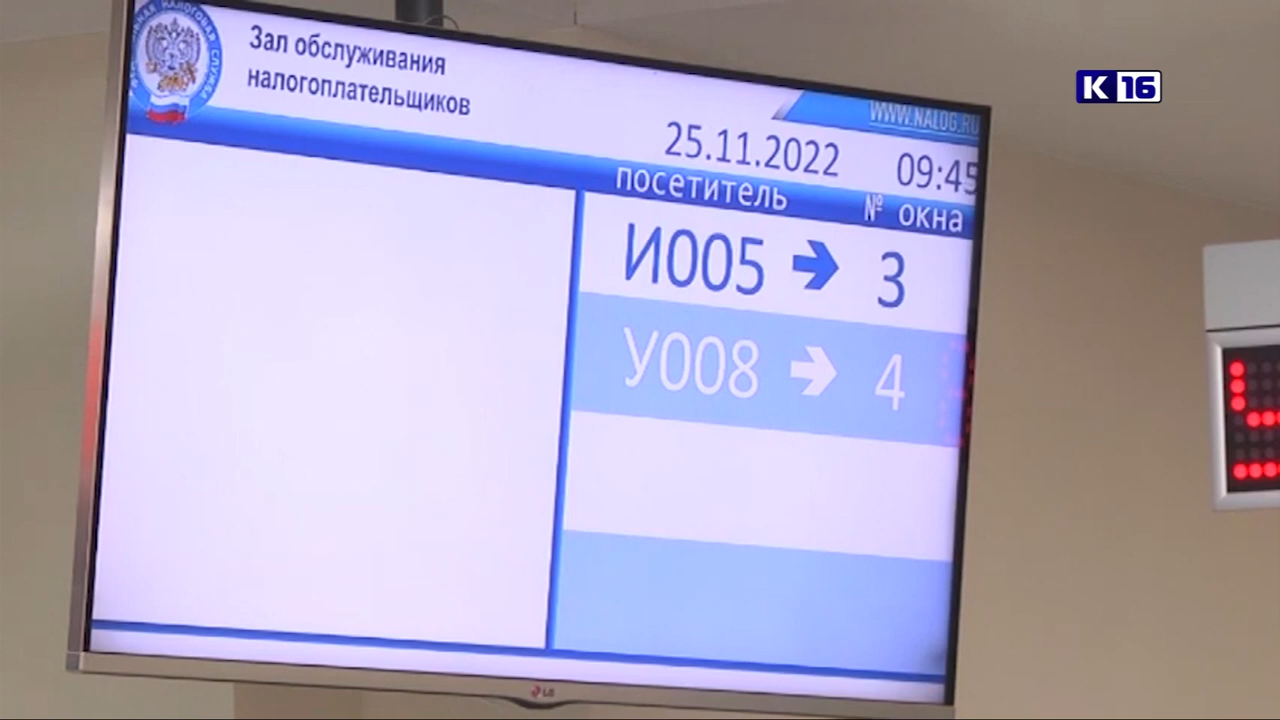 Зал обслуживания
налогоплательщиков
WWW.NALOG.RU
К 16
25.11.2022 09:45
посетитель № окна
И005 → 3
У008 → 4
LG